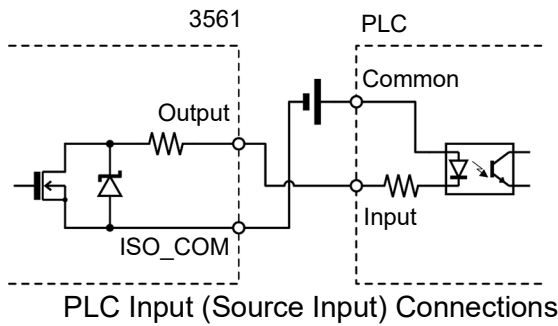 3561
PLC
Common
Output
Input
ISO_COM
PLC Input (Source Input) Connections